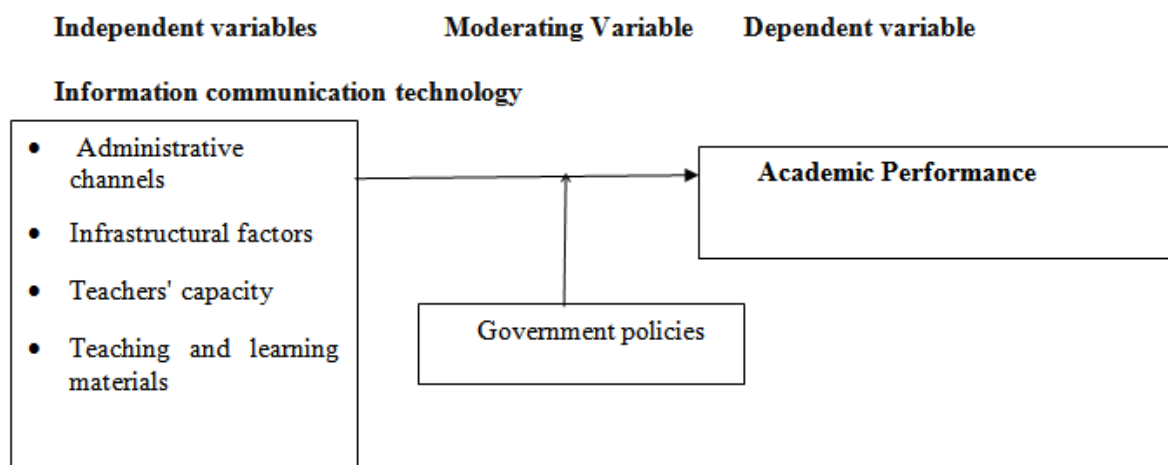 Independent variables Moderating Variable Dependent variable
Information communication technology
• Administrative
channels
• Infrastructural factors
• Teachers' capacity
• Teaching and learning
materials
Academic Performance
Government policies